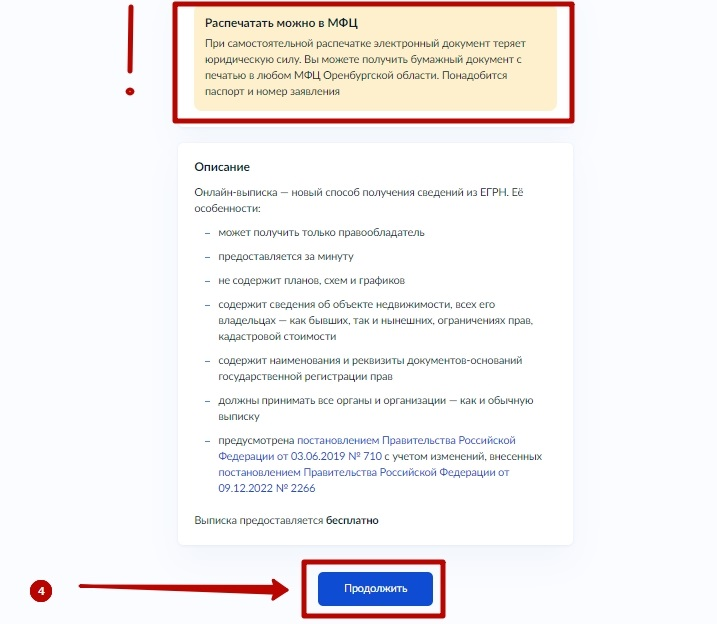 Распечатать можно в МФЦ
При самостоятельной распечатке электронный документ теряет
юридическую силу. Вы можете получить бумажный документ с
печатью в любом МФЦ Оренбургской области. Понадобится
паспорт и номер заявления
Описание
Онлайн-выписка — новый способ получения сведений из ЕГРН. Её
особенности:
– может получить только правообладатель
– предоставляется за минуту
– не содержит планов, схем и графиков
– содержит сведения об объекте недвижимости, всех его
владельцах — как бывших, так и нынешних, ограничениях прав,
кадастровой стоимости
– содержит наименования и реквизиты документов-оснований
государственной регистрации прав
– должны принимать все органы и организации — как и обычную
выписку
– предусмотрена постановлением Правительства Российской
Федерации от 03.06.2019 № 710 с учетом изменений, внесенных
постановлением Правительства Российской Федерации от
09.12.2022 № 2266
Выписка предоставляется бесплатно
4
Продолжить